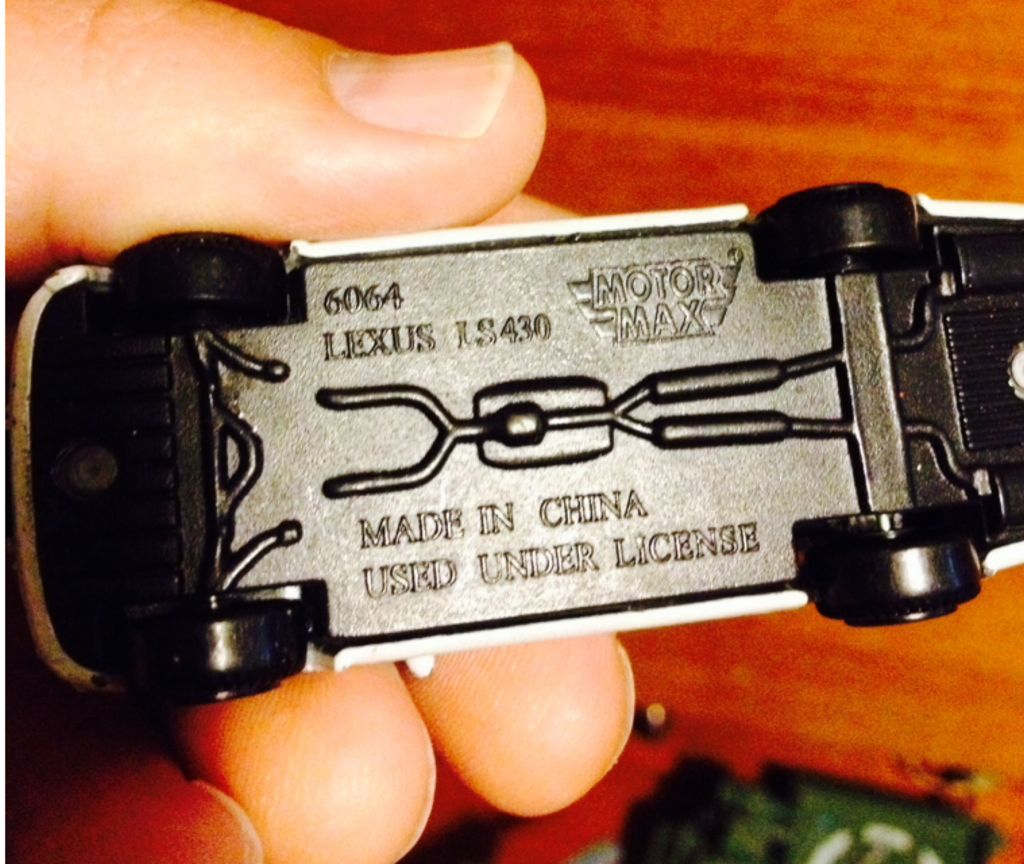 6064
LEXUS LS430
MOTOR
MAX
MADE IN CHINA
USED UNDER LICENSE